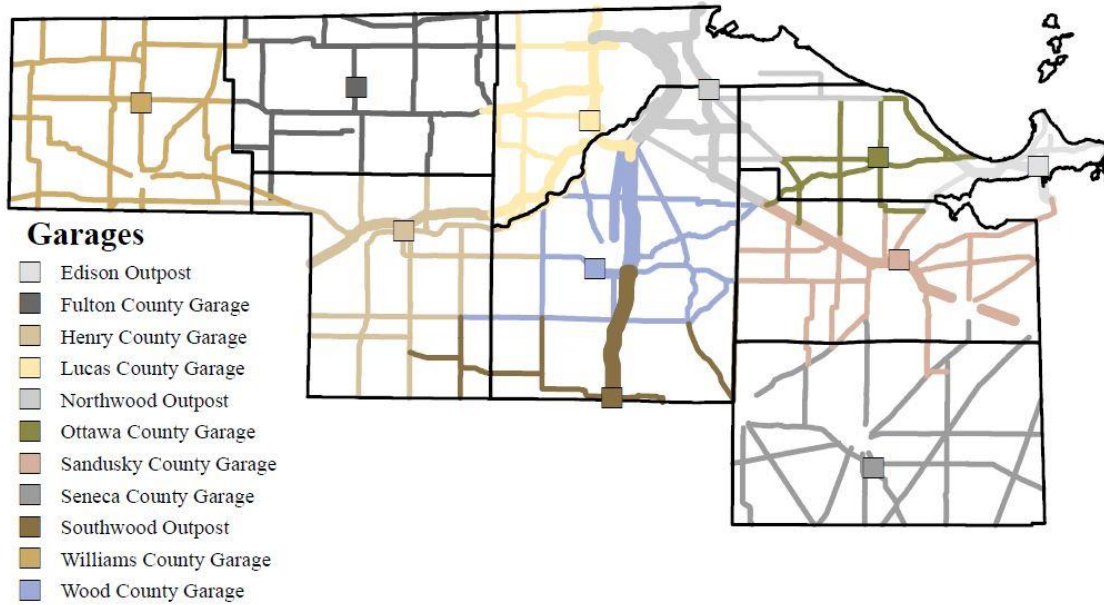 Garages
Edison Outpost
Fulton County Garage
Henry County Garage
Lucas County Garage
Northwood Outpost
Ottawa County Garage
Sandusky County Garage
Seneca County Garage
Southwood Outpost
Williams County Garage
Wood County Garage